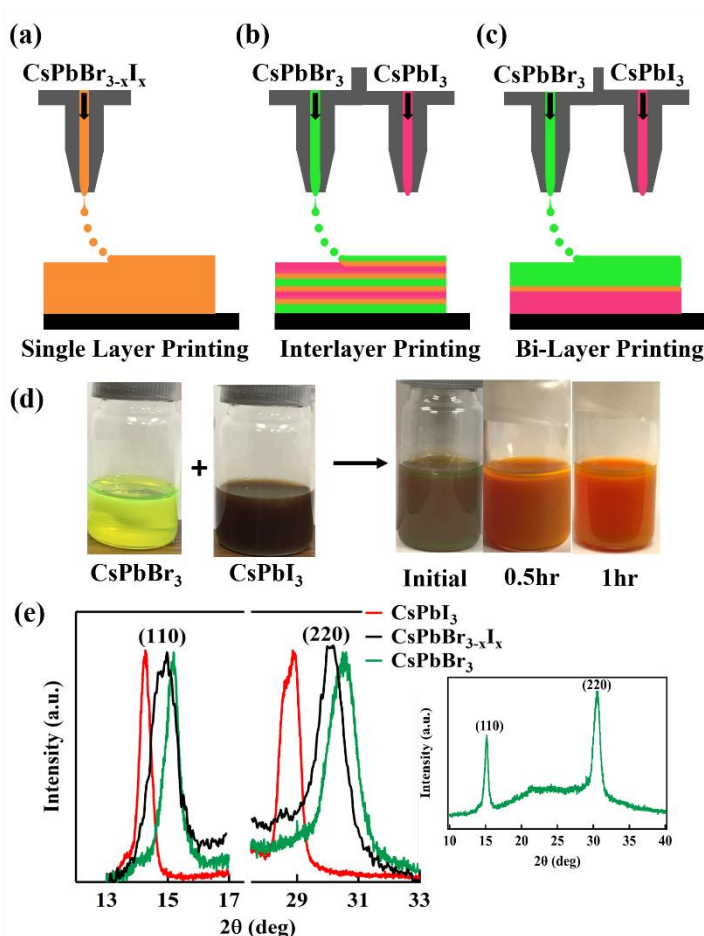 (a)
CsPbBr₃₋ₓIₓ
(b)
CsPbBr₃ CsPbI₃
(c)
CsPbBr₃ CsPbI₃
Single Layer Printing Interlayer Printing Bi-Layer Printing
(d)
+
CsPbBr₃ CsPbI₃ Initial 0.5hr 1hr
(e)
(110) (220)
CsPbI₃
CsPbBr₃₋ₓIₓ
CsPbBr₃
Intensity (a.u.)
13 15 17 29 31 33
2θ (deg)
(110) (220)
Intensity (a.u.)
10 15 20 25 30 35 40
2θ (deg)